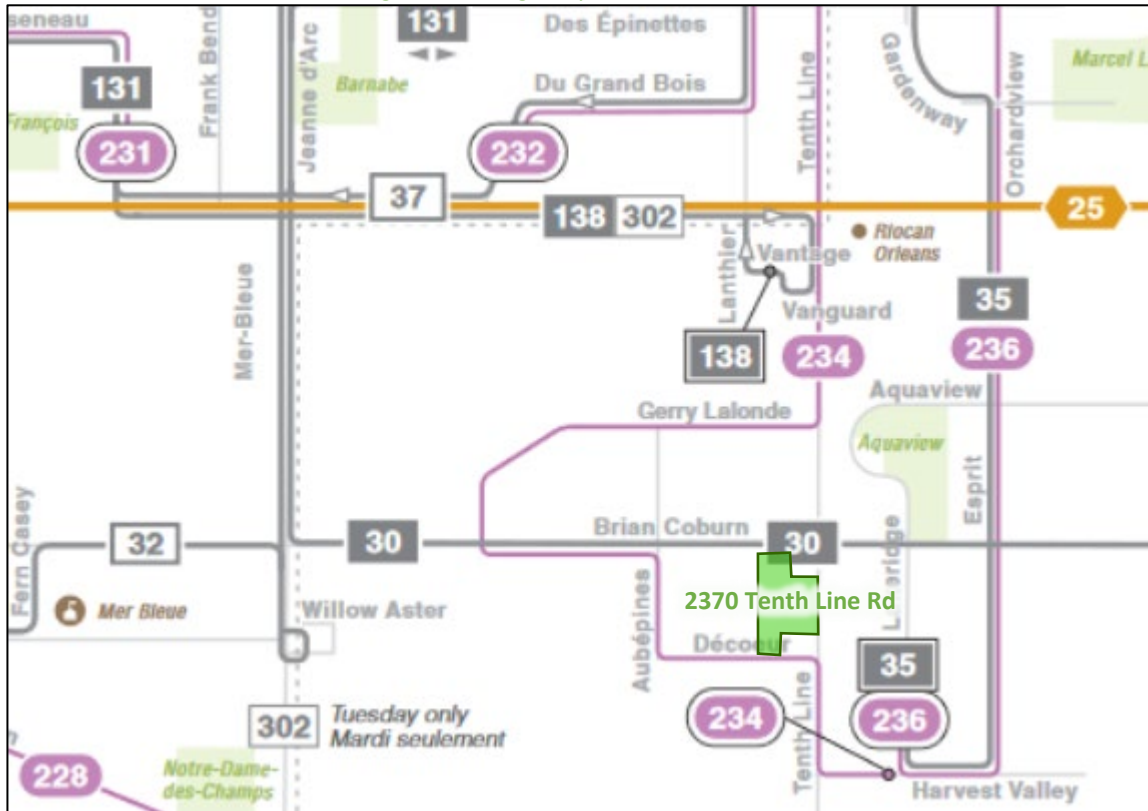 seneau
131
François
231
Frank Bend
Jeanne d'Arc
Barnabe
131
Des Épinettes
Du Grand Bois
232
Tenth Line
Gardenway
Orchardview
Marcel L
37
138 302
25
Riocan
Orleans
Lanthier
Vantage
Vanguard
138
234
35
236
Mer-Bleue
Gerry Lalonde
Aquaview
Aquaview
Esprit
Fern Casey
32
30
Brian Coburn
30
Mer Bleue
Willow Aster
Aubépines
2370 Tenth Line Rd
Décoeur
35
234
236
Tenth Line
302
Tuesday only
Mardi seulement
228
Notre-Dame-
des-Champs
Harvest Valley